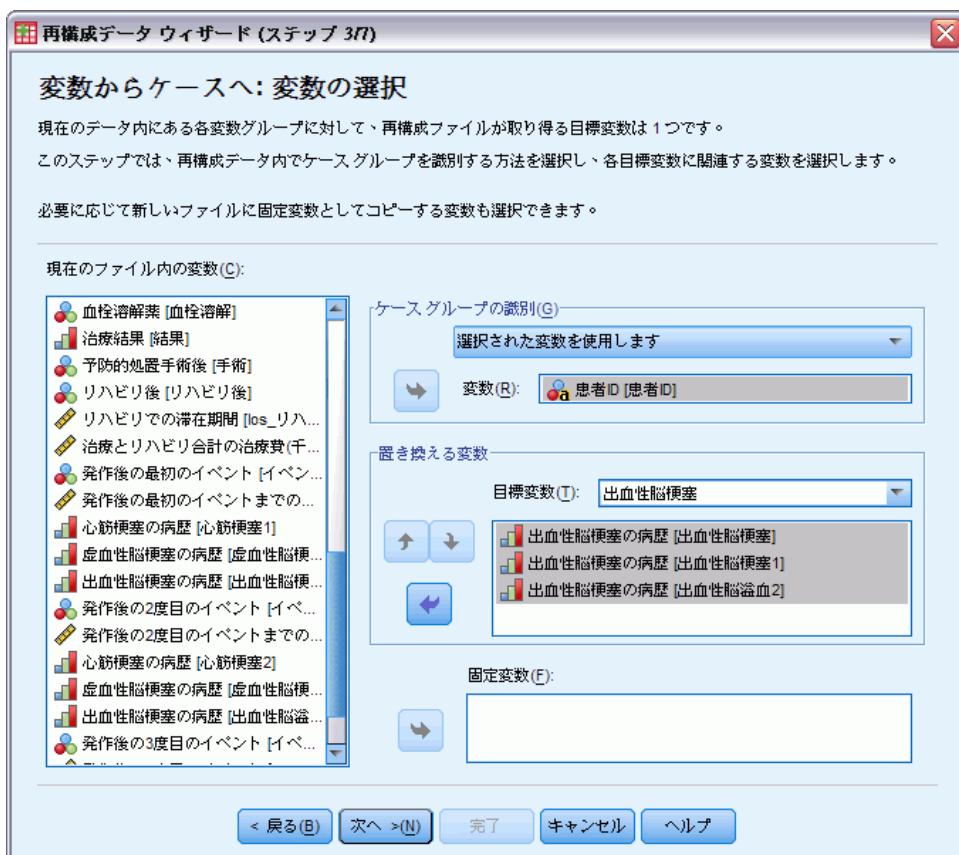 再構成データ ウィザード (ステップ 3/7)
変数からケースへ: 変数の選択
現在のデータ内にある各変数グループに対して、再構成ファイルが取り得る目標変数は 1 つです。
このステップでは、再構成データ内でケース グループを識別する方法を選択し、各目標変数に関連する変数を選択します。
必要に応じて新しいファイルに固定変数としてコピーする変数も選択できます。
現在のファイル内の変数(C):
血栓溶解薬 [血栓溶解]
治療結果 [結果]
予防的処置手術後 [手術]
リハビリ後 [リハビリ後]
リハビリでの滞在期間 [los_リハ...
治療とリハビリ合計の治療費(千...
発作後の最初のイベント [イベン...
発作後の最初のイベントまでの...
心筋梗塞の病歴 [心筋梗塞1]
虚血性脳梗塞の病歴 [虚血性脳梗...
出血性脳梗塞の病歴 [出血性脳梗...
発作後の2度目のイベント [イベ...
発作後の2度目のイベントまでの...
心筋梗塞の病歴 [心筋梗塞2]
虚血性脳梗塞の病歴 [虚血性脳梗...
出血性脳梗塞の病歴 [出血性脳溢...
発作後の3度目のイベント [イベ...
ケース グループの識別(G)
選択された変数を使用します
変数(R): 患者ID [患者ID]
置き換える変数
目標変数(T): 出血性脳梗塞
出血性脳梗塞の病歴 [出血性脳梗塞]
出血性脳梗塞の病歴 [出血性脳梗塞1]
出血性脳梗塞の病歴 [出血性脳溢血2]
固定変数(F):
< 戻る(B) 次へ >(N) 完了 キャンセル ヘルプ